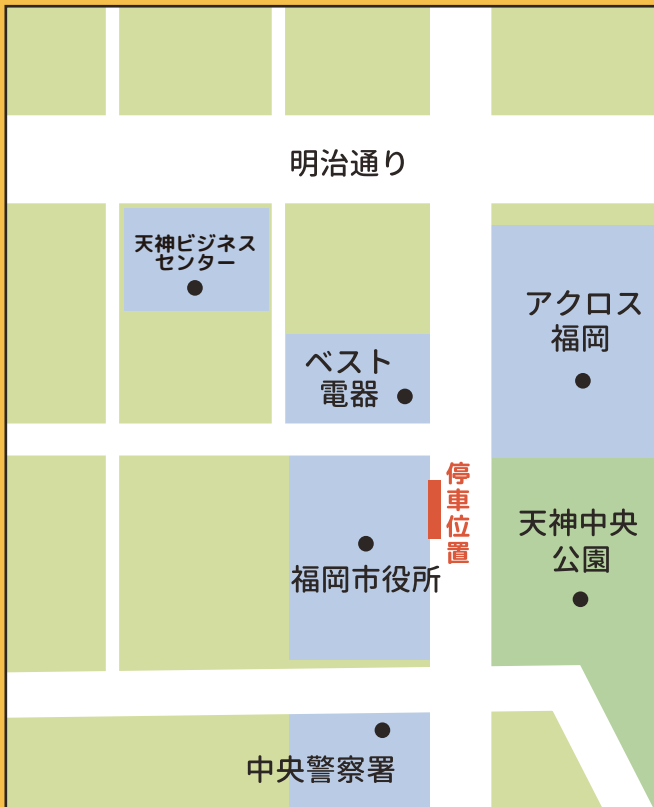 明治通り
天神ビジネス
センター
アクロス
福岡
ベスト
電器
停車位置
天神中央
公園
福岡市役所
中央警察署